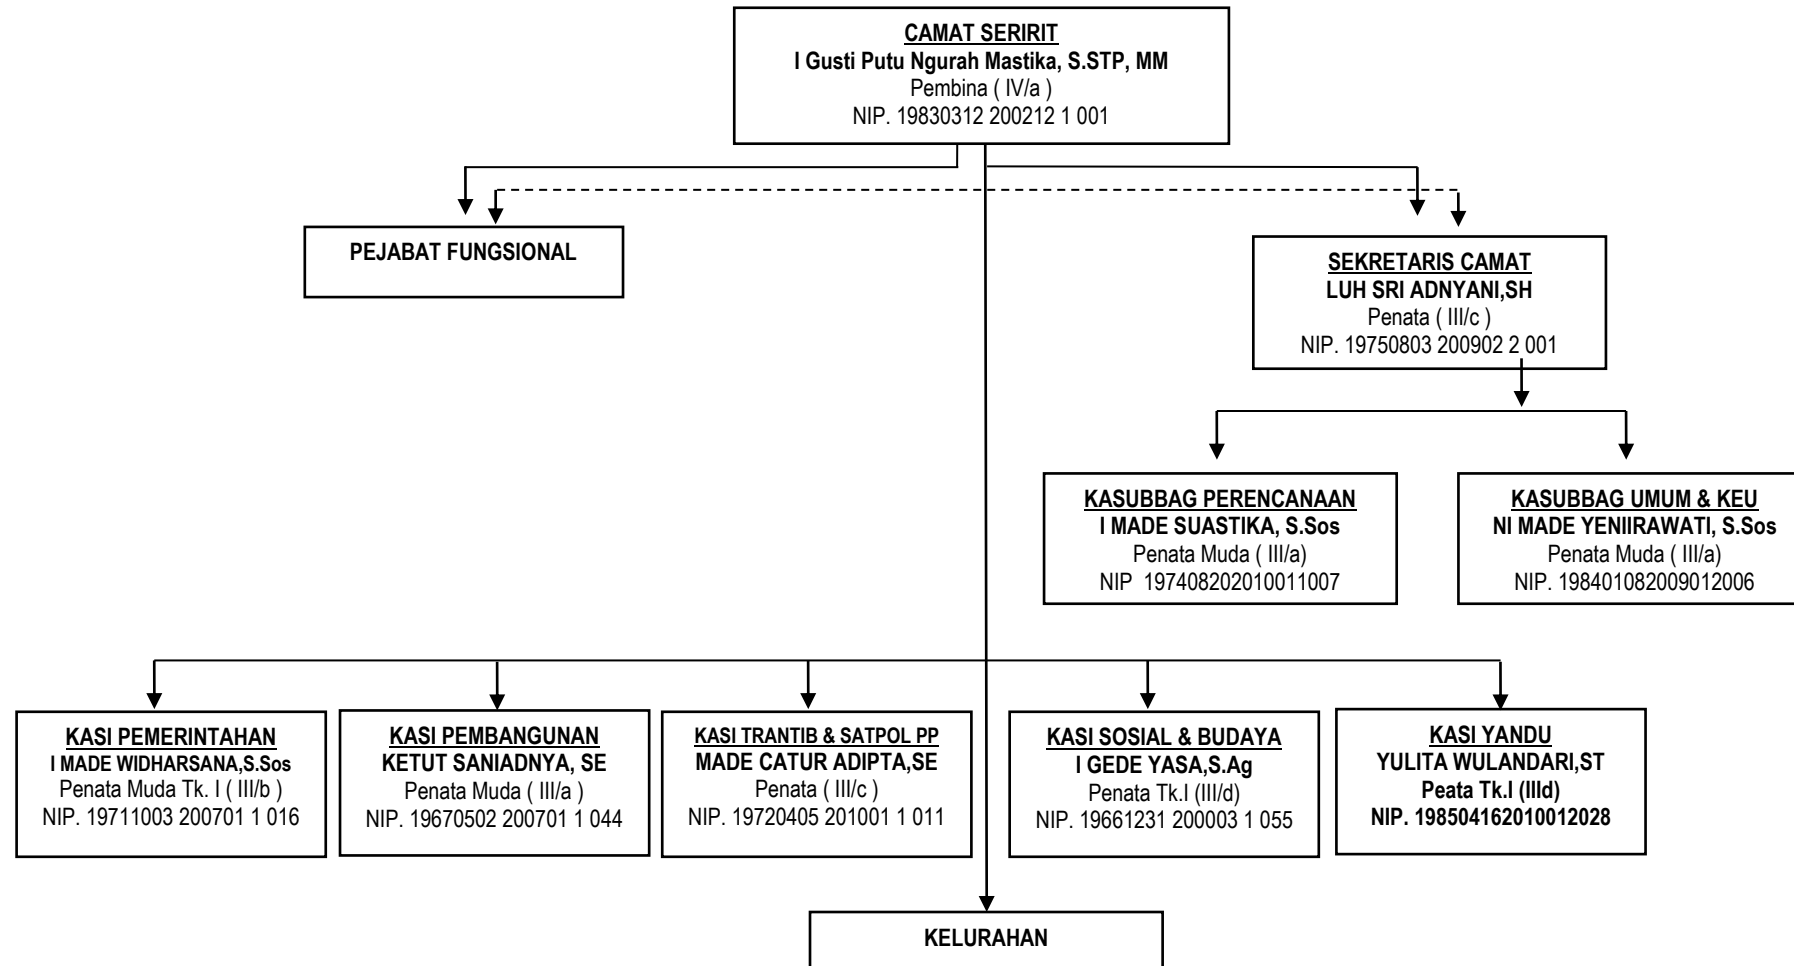 CAMAT SERIRIT
I Gusti Putu Ngurah Mastika, S.STP, MM
Pembina ( IV/a )
NIP. 19830312 200212 1 001
PEJABAT FUNGSIONAL
SEKRETARIS CAMAT
LUH SRI ADNYANI,SH
Penata ( III/c )
NIP. 19750803 200902 2 001
KASUBBAG PERENCANAAN
I MADE SUASTIKA, S.Sos
Penata Muda ( III/a)
NIP 197408202010011007
KASUBBAG UMUM & KEU
NI MADE YENIIRAWATI, S.Sos
Penata Muda ( III/a)
NIP. 198401082009012006
KASI PEMERINTAHAN
I MADE WIDHARSANA,S.Sos
Penata Muda Tk. I ( III/b )
NIP. 19711003 200701 1 016
KASI PEMBANGUNAN
KETUT SANIADNYA, SE
Penata Muda ( III/a )
NIP. 19670502 200701 1 044
KASI TRANTIB & SATPOL PP
MADE CATUR ADIPTA,SE
Penata ( III/c )
NIP. 19720405 201001 1 011
KASI SOSIAL & BUDAYA
I GEDE YASA,S.Ag
Penata Tk.I (III/d)
NIP. 19661231 200003 1 055
KASI YANDU
YULITA WULANDARI,ST
Peata Tk.I (IIId)
NIP. 198504162010012028
KELURAHAN